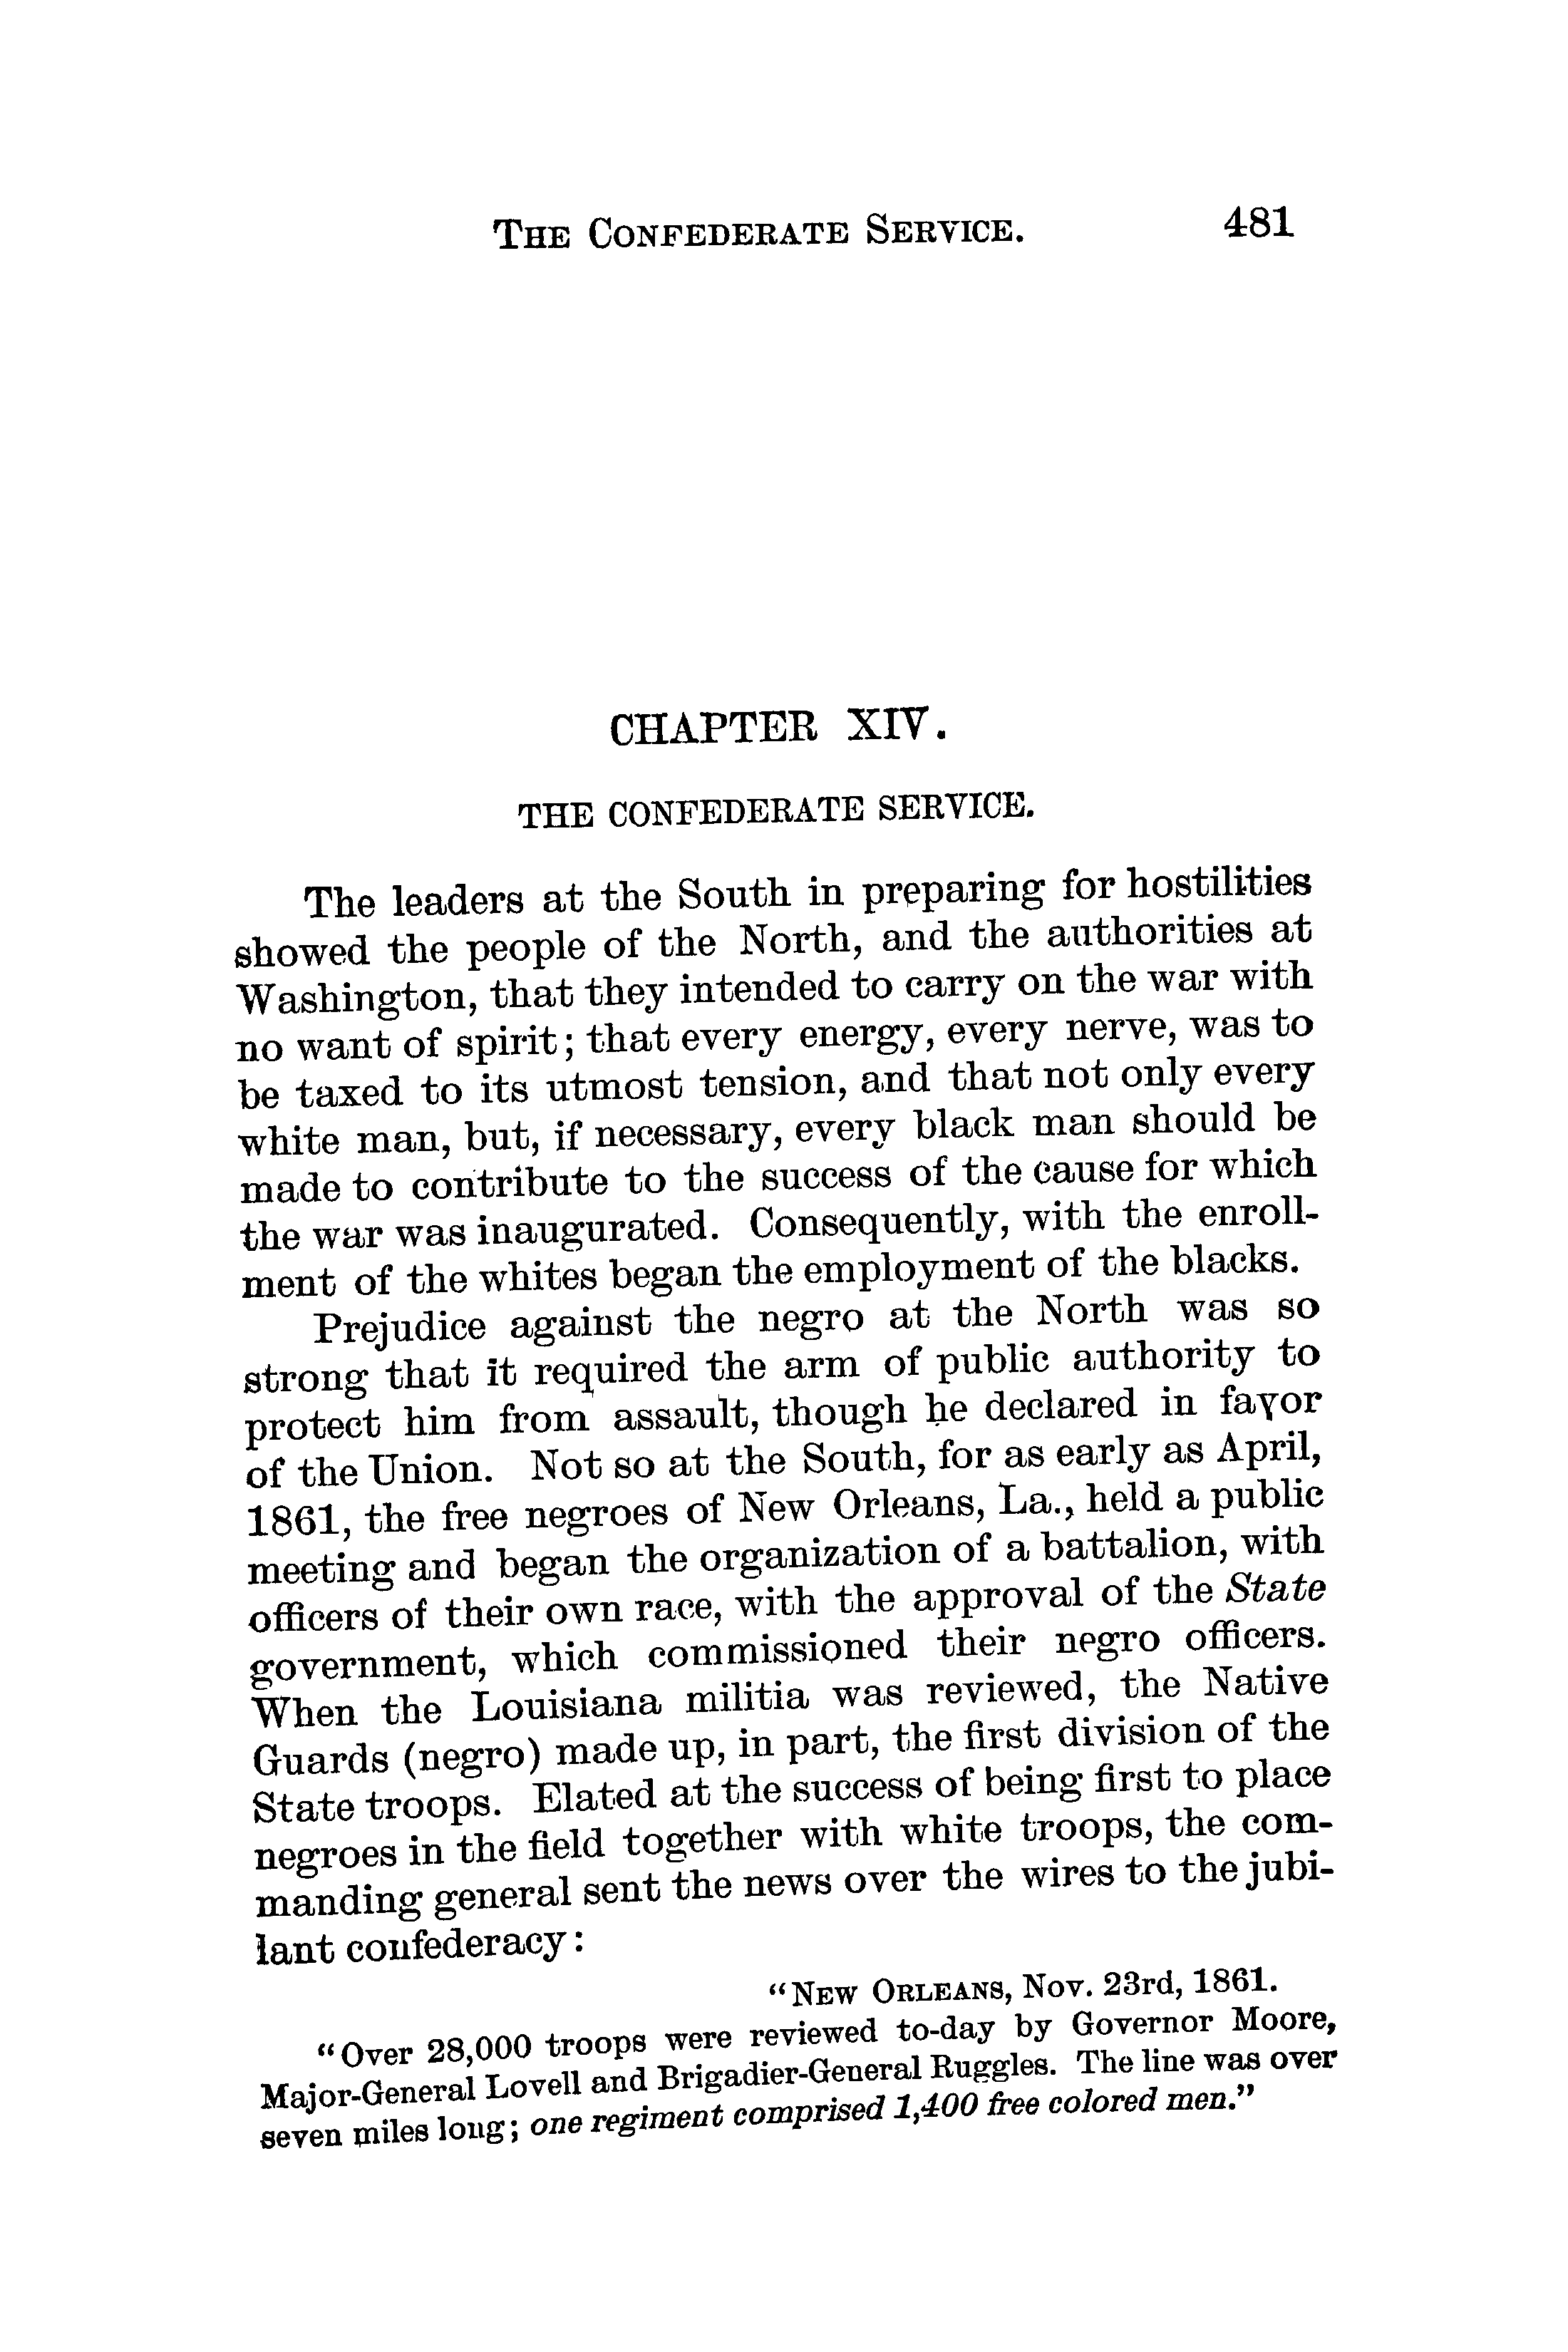 THE CONFEDERATE SERVICE. 481
CHAPTER XIV.
THE CONFEDERATE SERVICE.
The leaders at the South in preparing for hostilities
showed the people of the North, and the authorities at
Washington, that they intended to carry on the war with
no want of spirit; that every energy, every nerve, was to
be taxed to its utmost tension, and that not only every
white man, but, if necessary, every black man should be
made to contribute to the success of the cause for which
the war was inaugurated. Consequently, with the enroll-
ment of the whites began the employment of the blacks.
Prejudice against the negro at the North was so
strong that it required the arm of public authority to
protect him from assault, though he declared in favor
of the Union. Not so at the South, for as early as April,
1861, the free negroes of New Orleans, La., held a public
meeting and began the organization of a battalion, with
officers of their own race, with the approval of the State
government, which commissioned their negro officers.
When the Louisiana militia was reviewed, the Native
Guards (negro) made up, in part, the first division of the
State troops. Elated at the success of being first to place
negroes in the field together with white troops, the com-
manding general sent the news over the wires to the jubi-
lant confederacy:
"NEW ORLEANS, NOV. 23rd, 1861.
"Over 28,000 troops were reviewed to-day by Governor Moore,
Major-General Lovell and Brigadier-General Ruggles. The line was over
seven miles long; one regiment comprised 1,400 free colored men."